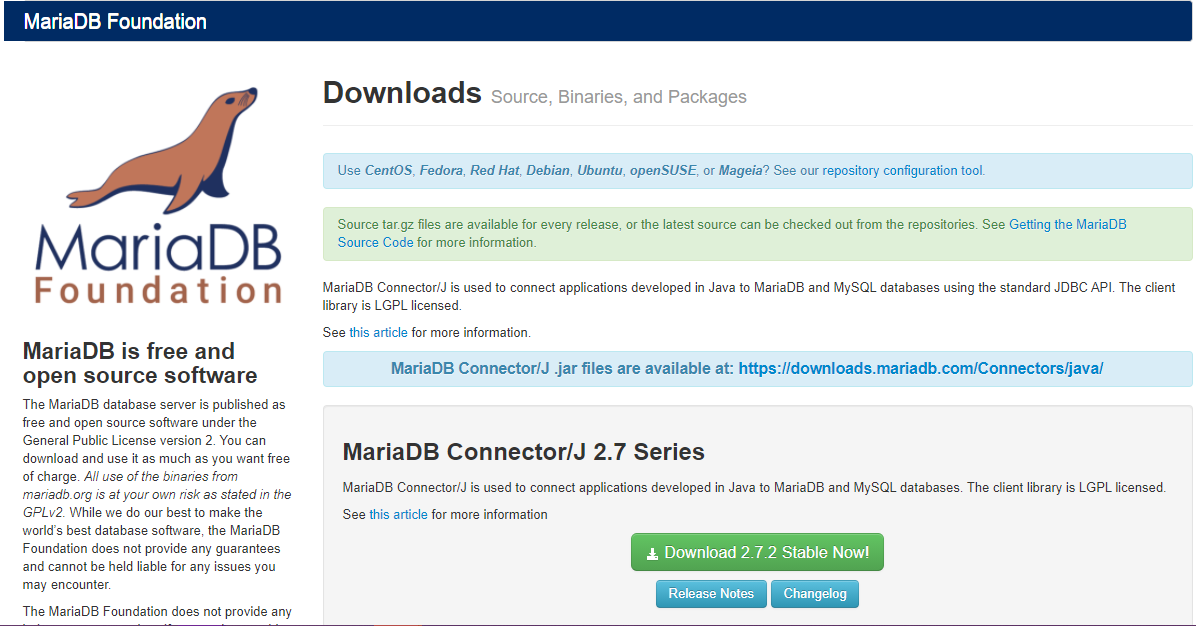 MariaDB Foundation
MariaDB
Foundation
MariaDB is free and
open source software
The MariaDB database server is published as
free and open source software under the
General Public License version 2. You can
download and use it as much as you want free
of charge. All use of the binaries from
mariadb.org is at your own risk as stated in the
GPLv2. While we do our best to make the
world's best database software, the MariaDB
Foundation does not provide any guarantees
and cannot be held liable for any issues you
may encounter.
The MariaDB Foundation does not provide any
Downloads Source, Binaries, and Packages
Use CentOS, Fedora, Red Hat, Debian, Ubuntu, openSUSE, or Mageia? See our repository configuration tool.
Source tar.gz files are available for every release, or the latest source can be checked out from the repositories. See Getting the MariaDB
Source Code for more information.
MariaDB Connector/J is used to connect applications developed in Java to MariaDB and MySQL databases using the standard JDBC API. The client
library is LGPL licensed.
See this article for more information.
MariaDB Connector/J .jar files are available at: https://downloads.mariadb.com/Connectors/java/
MariaDB Connector/J 2.7 Series
MariaDB Connector/J is used to connect applications developed in Java to MariaDB and MySQL databases. The client library is LGPL licensed.
See this article for more information
Download 2.7.2 Stable Now!
Release Notes Changelog